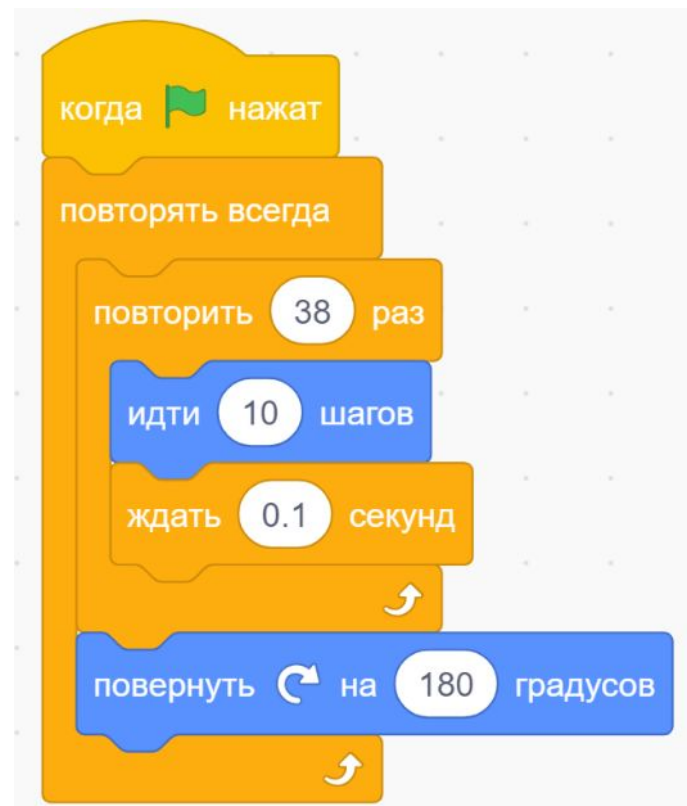 когда нажат
повторять всегда
повторить 38 раз
идти 10 шагов
ждать 0.1 секунд
повернуть на 180 градусов